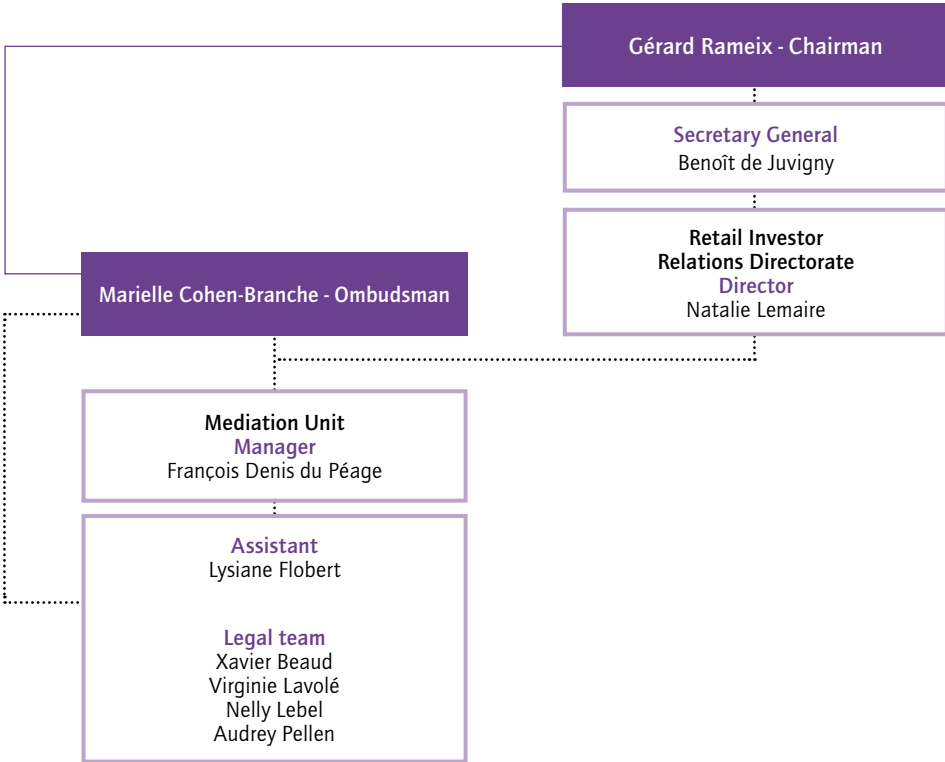 Gérard Rameix - Chairman
Secretary General
Benoît de Juvigny
Retail Investor
Relations Directorate
Director
Natalie Lemaire
Marielle Cohen-Branche - Ombudsman
Mediation Unit
Manager
François Denis du Péage
Assistant
Lysiane Flobert
Legal team
Xavier Beaud
Virginie Lavolé
Nelly Lebel
Audrey Pellen